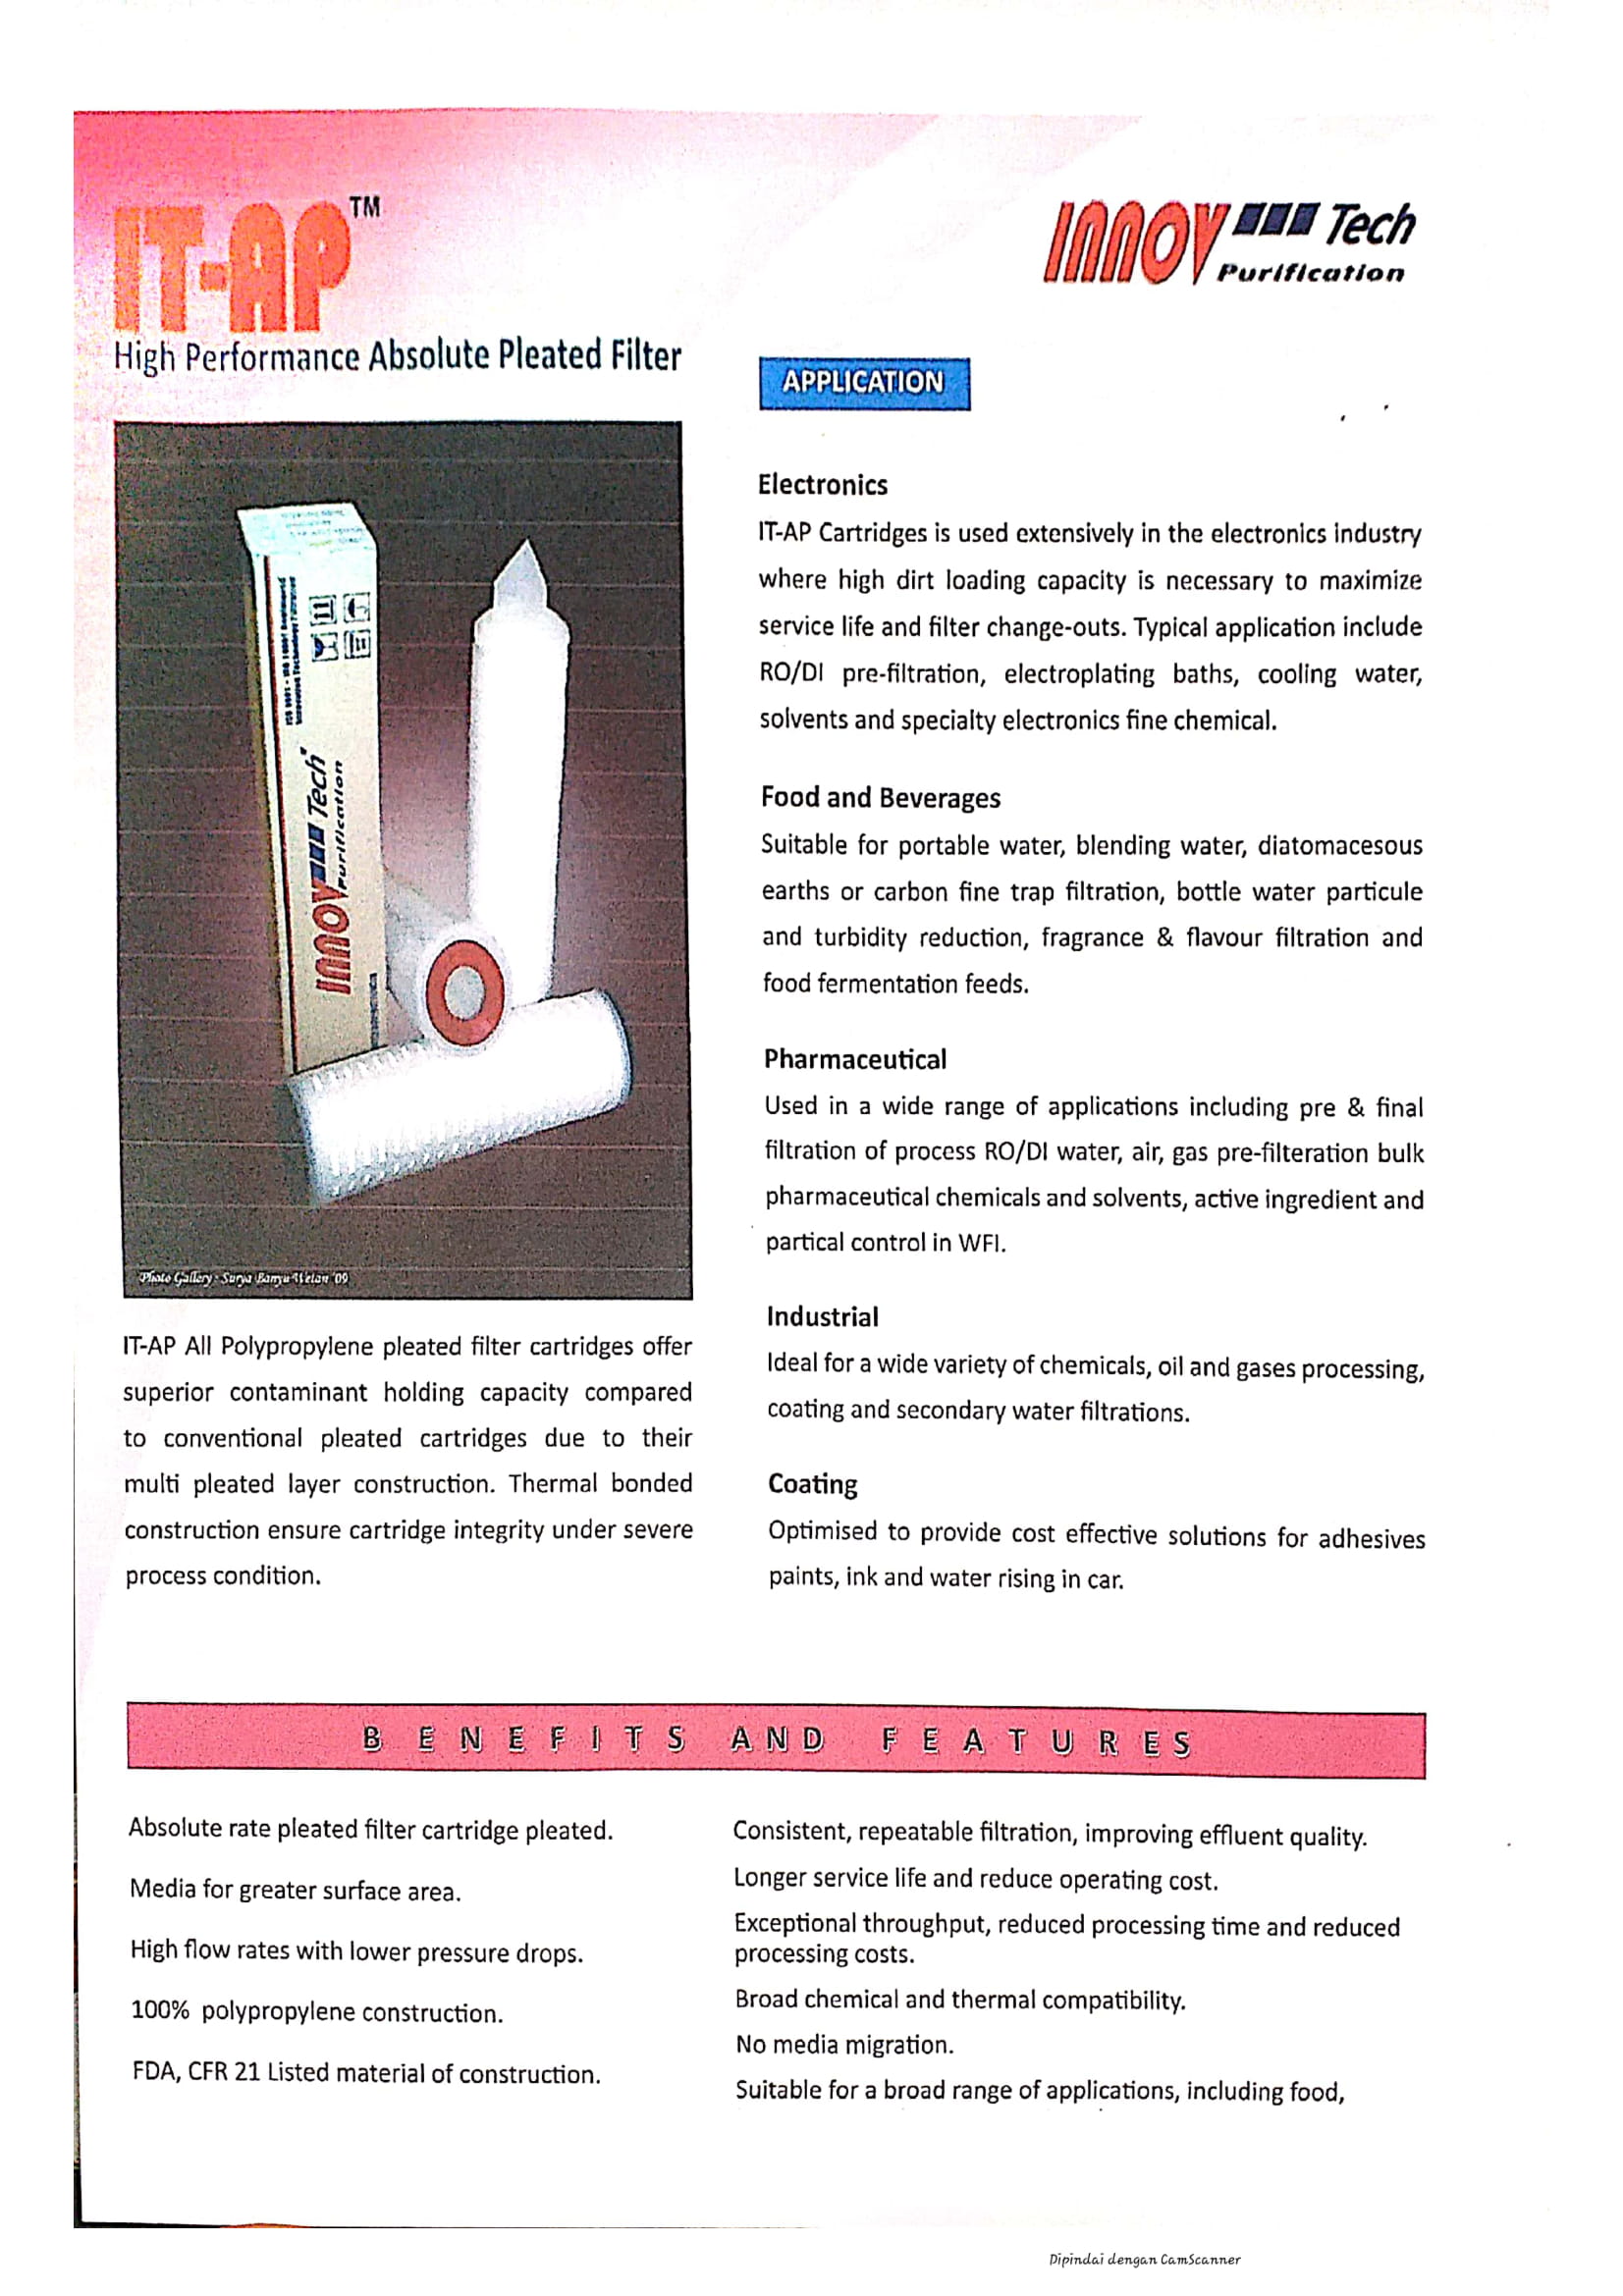 IT-AP™
High Performance Absolute Pleated Filter
INNOV Tech
Purification
INNOV Tech
Purification
Photo Gallery : Surya Banyu Wetan '09
IT-AP All Polypropylene pleated filter cartridges offer
superior contaminant holding capacity compared
to conventional pleated cartridges due to their
multi pleated layer construction. Thermal bonded
construction ensure cartridge integrity under severe
process condition.
APPLICATION
Electronics
IT-AP Cartridges is used extensively in the electronics industry
where high dirt loading capacity is necessary to maximize
service life and filter change-outs. Typical application include
RO/DI pre-filtration, electroplating baths, cooling water,
solvents and specialty electronics fine chemical.
Food and Beverages
Suitable for portable water, blending water, diatomacesous
earths or carbon fine trap filtration, bottle water particule
and turbidity reduction, fragrance & flavour filtration and
food fermentation feeds.
Pharmaceutical
Used in a wide range of applications including pre & final
filtration of process RO/DI water, air, gas pre-filteration bulk
pharmaceutical chemicals and solvents, active ingredient and
partical control in WFI.
Industrial
Ideal for a wide variety of chemicals, oil and gases processing,
coating and secondary water filtrations.
Coating
Optimised to provide cost effective solutions for adhesives
paints, ink and water rising in car.
BENEFITS AND FEATURES
Absolute rate pleated filter cartridge pleated.
Media for greater surface area.
High flow rates with lower pressure drops.
100% polypropylene construction.
FDA, CFR 21 Listed material of construction.
Consistent, repeatable filtration, improving effluent quality.
Longer service life and reduce operating cost.
Exceptional throughput, reduced processing time and reduced
processing costs.
Broad chemical and thermal compatibility.
No media migration.
Suitable for a broad range of applications, including food,
Dipindai dengan CamScanner